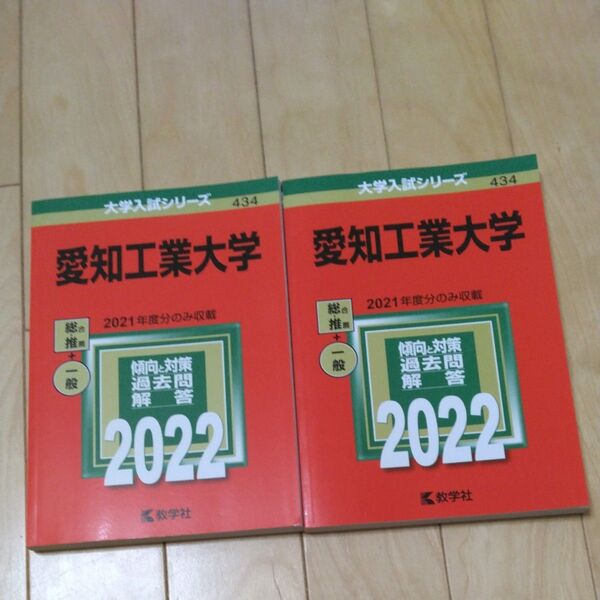 大学入試シリーズ
434
愛知工業大学
2021年度分のみ収載
総合
推薦
+
一般
傾向と対策
過去問
解答
2022
教学社
大学入試シリーズ
434
愛知工業大学
2021年度分のみ収載
総合
推薦
+
一般
傾向と対策
過去問
解答
2022
教学社